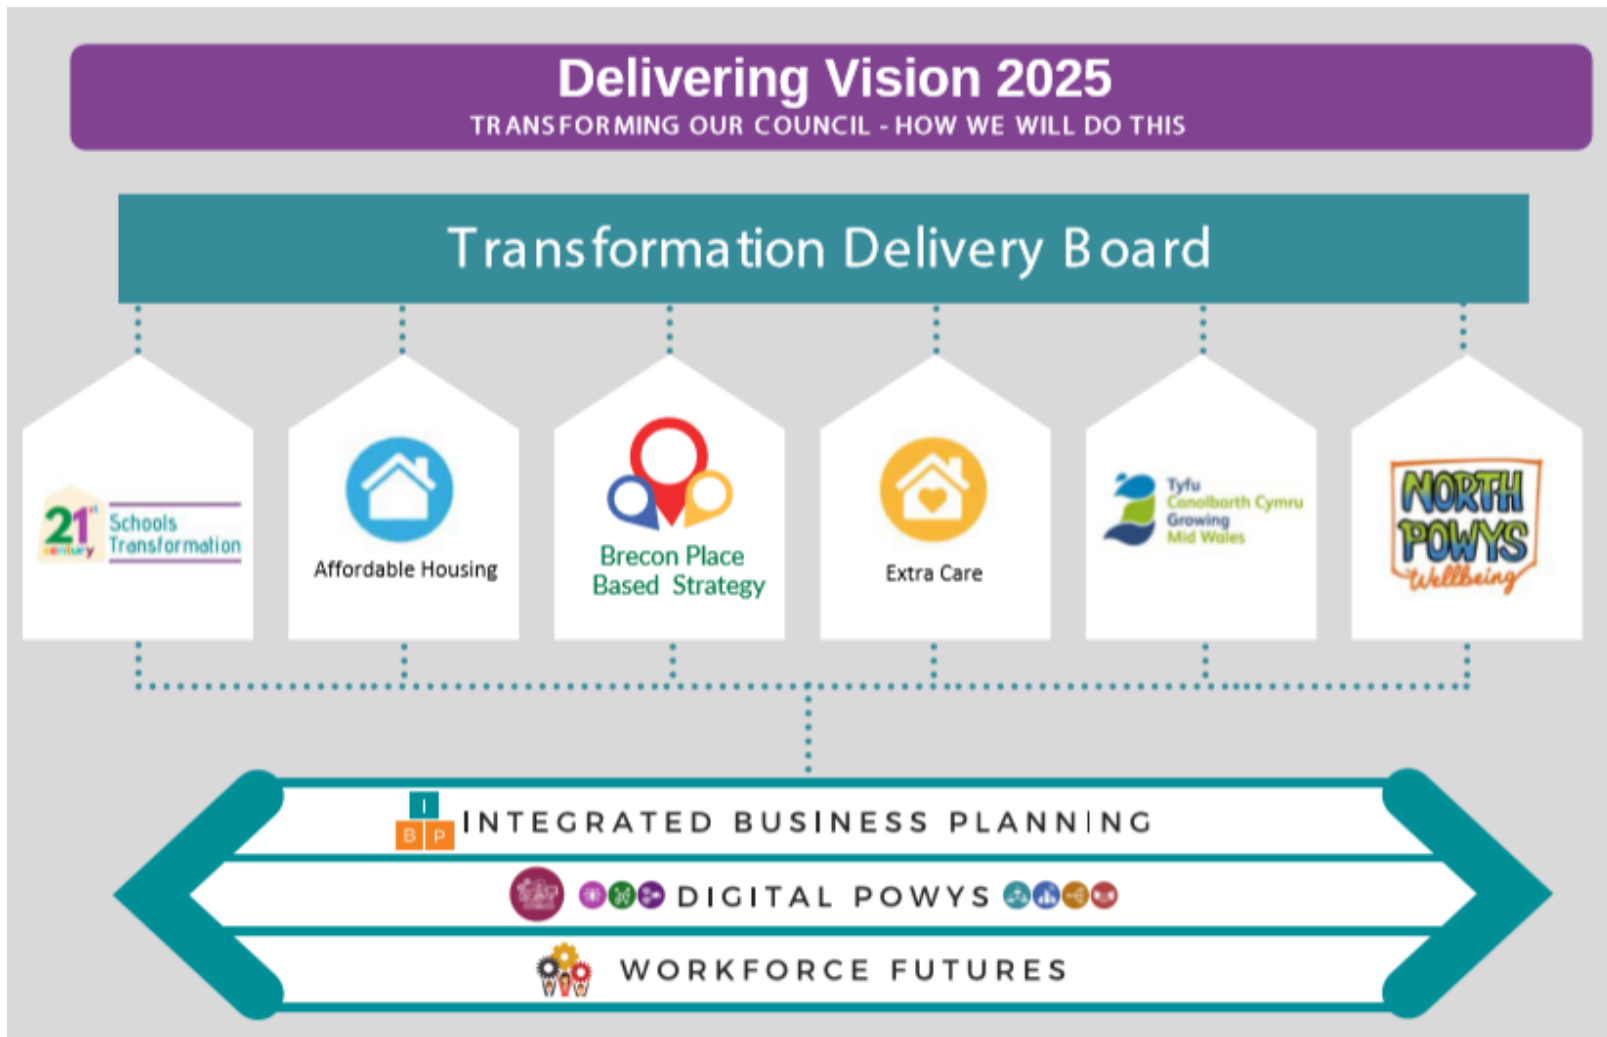 Delivering Vision 2025
TRANSFORMING OUR COUNCIL - HOW WE WILL DO THIS
Transformation Delivery Board
21st
century
Schools
Transformation
Affordable Housing
Brecon Place
Based Strategy
Extra Care
Tyfu
Canolbarth Cymru
Growing
Mid Wales
NORTH
POWYS
Wellbeing
I
B P
INTEGRATED BUSINESS PLANNING
DIGITAL POWYS
WORKFORCE FUTURES